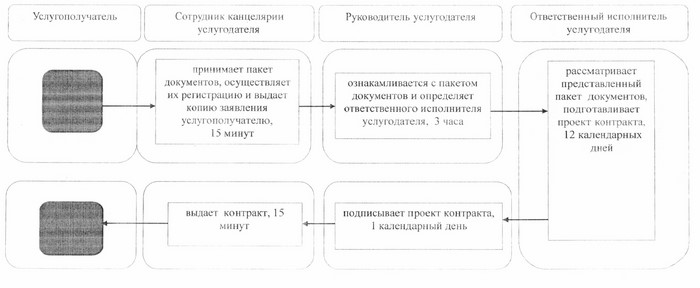 Услугополучатель
Сотрудник канцелярии
услугодателя
Руководитель услугодателя
Ответственный исполнитель
услугодателя
принимает пакет
документов, осуществляет
их регистрацию и выдает
копию заявления
услугополучателю,
15 минут
ознакамливается с пакетом
документов и определяет
ответственного исполнителя
услугодателя, 3 часа
рассматривает
представленный
пакет документов,
подготавливает
проект контракта,
12 календарных
дней
выдает контракт, 15
минут
подписывает проект контракта,
1 календарный день